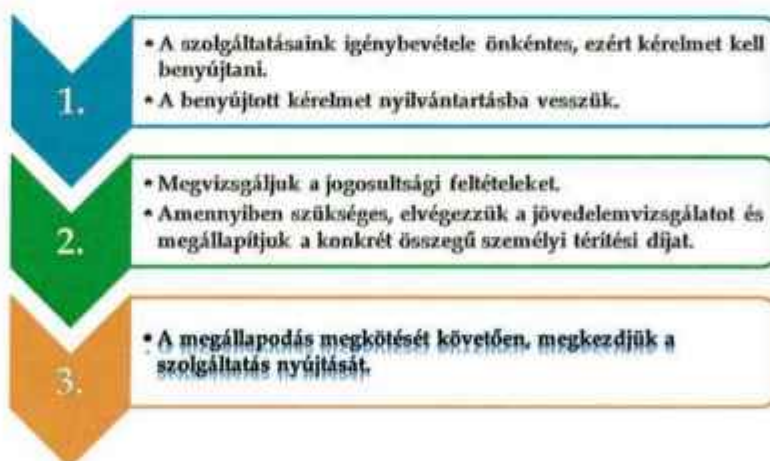 1.
• A szolgáltatásaink igénybevétele önkéntes, ezért kérelmet kell
benyújtani.
• A benyújtott kérelmet nyilvántartásba vesszük.
2.
• Megvizsgáljuk a jogosultsági feltételeket.
• Amennyiben szükséges, elvégezzük a jövedelemvizsgálatot és
megállapítjuk a konkrét összegű személyi térítési díjat.
3.
• A megállapodás megkötését követően, megkezdjük a
szolgáltatás nyújtását.